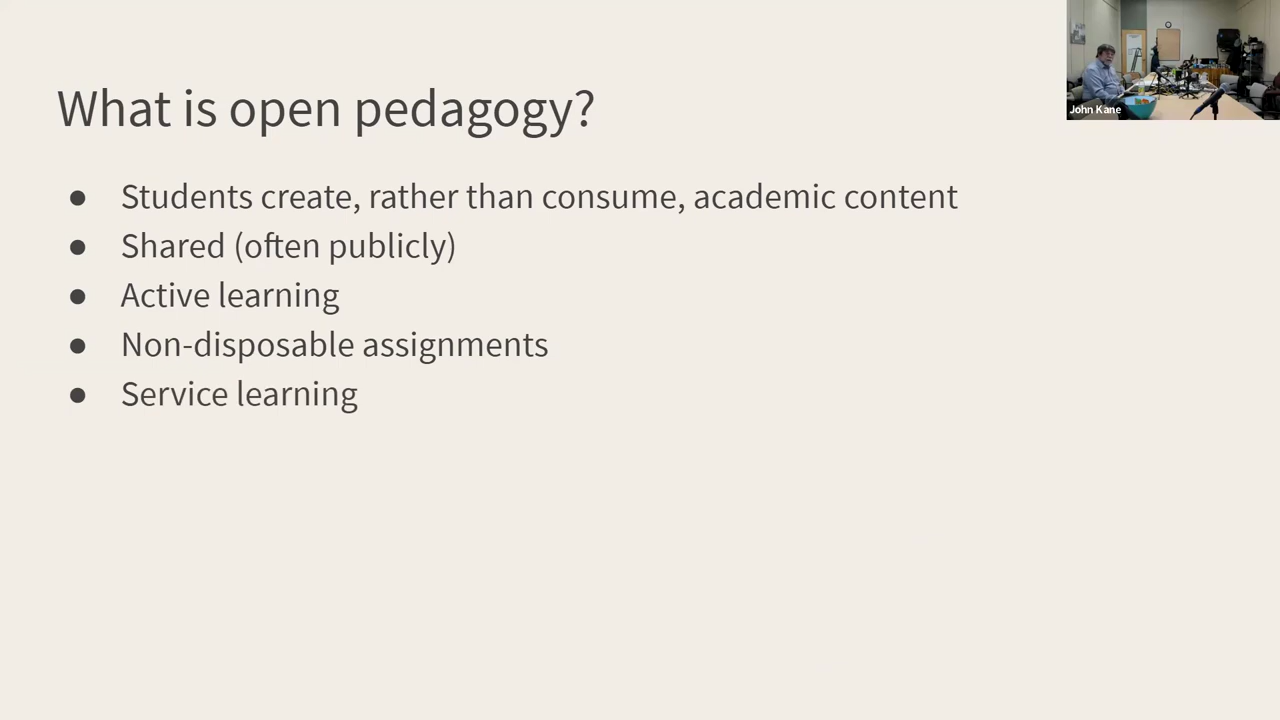 What is open pedagogy?
● Students create, rather than consume, academic content
● Shared (often publicly)
● Active learning
● Non-disposable assignments
● Service learning
John Kane